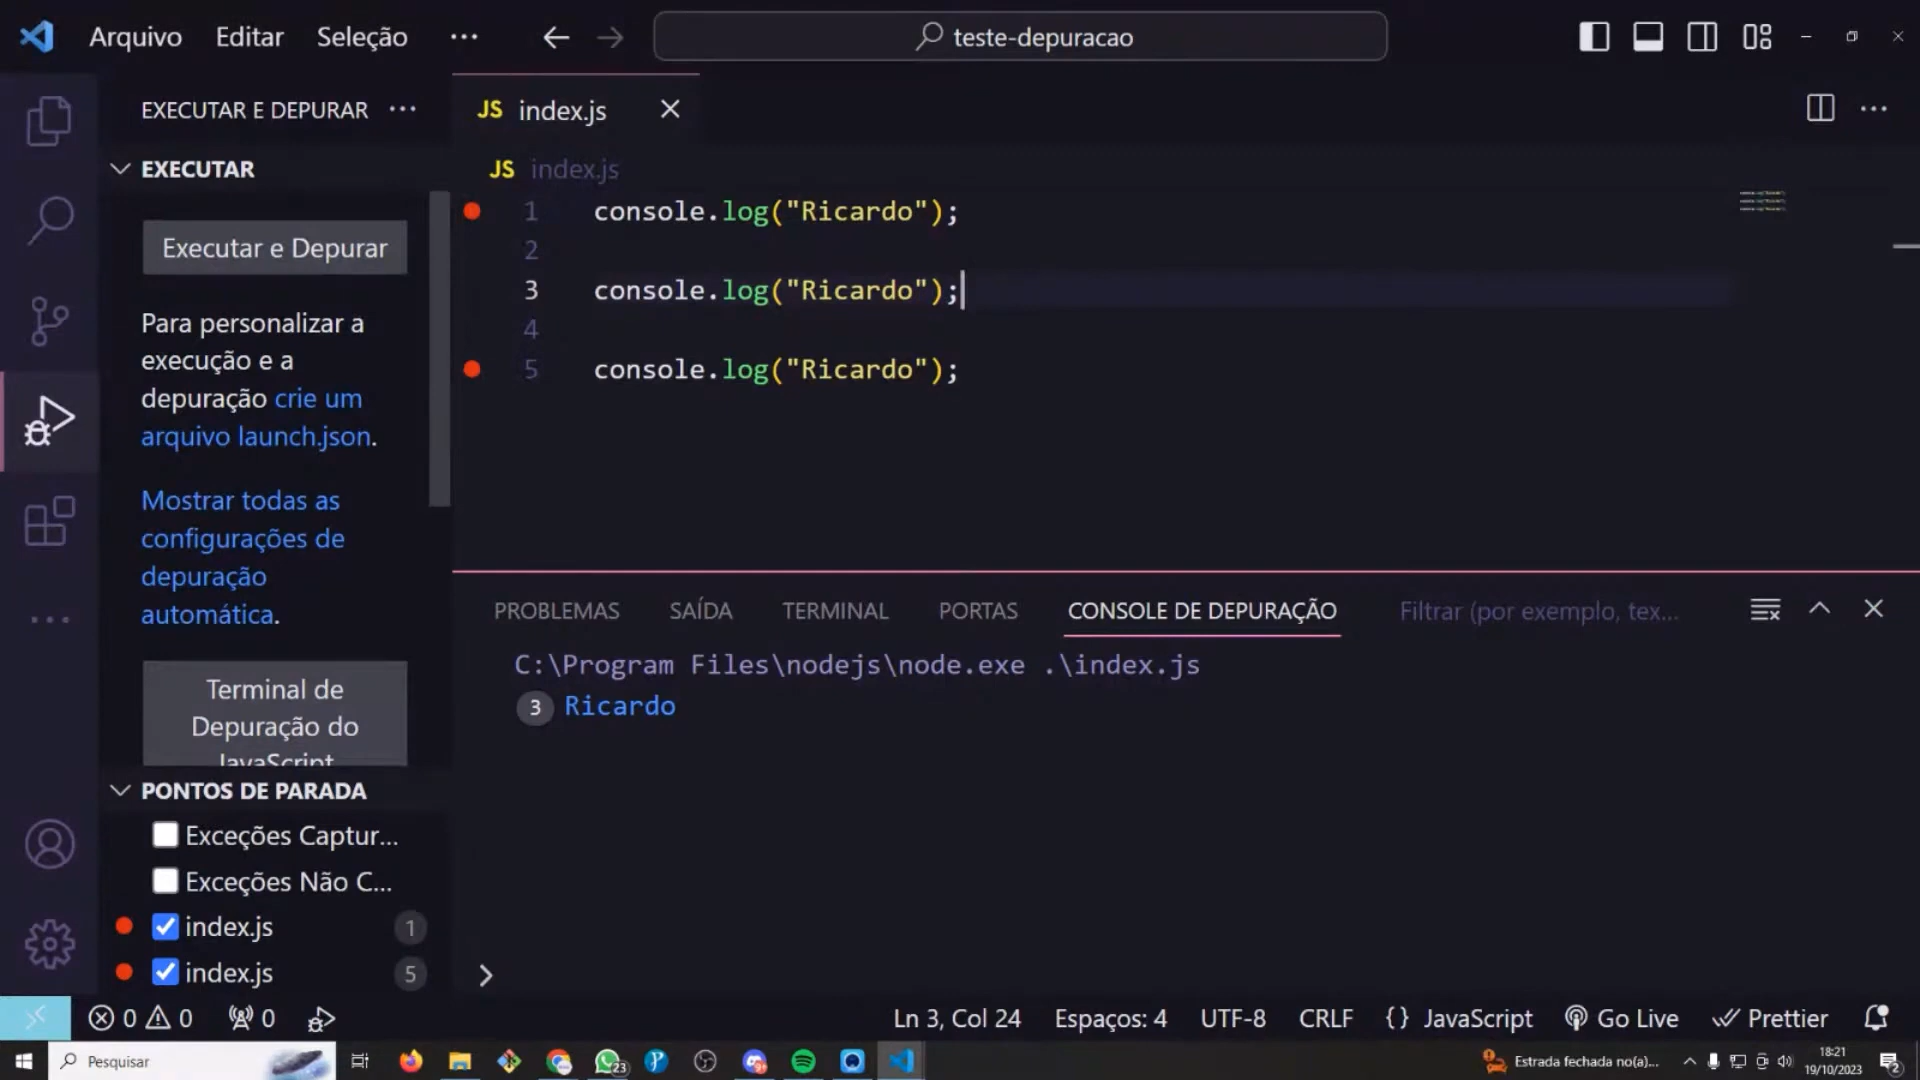 Arquivo Editar Seleção ··· teste-depuracao
EXECUTAR E DEPURAR ···
EXECUTAR
Executar e Depurar
Para personalizar a
execução e a
depuração crie um
arquivo launch.json.
Mostrar todas as
configurações de
depuração
automática.
Terminal de
Depuração do
JavaScript
PONTOS DE PARADA
Exceções Captur...
Exceções Não C...
index.js 1
index.js 5
JS index.js
JS index.js
1 console.log("Ricardo");
2
3 console.log("Ricardo");
4
5 console.log("Ricardo");
PROBLEMAS SAÍDA TERMINAL PORTAS CONSOLE DE DEPURAÇÃO Filtrar (por exemplo, tex...
C:\Program Files\nodejs\node.exe .\index.js
3 Ricardo
0 0 0 Ln 3, Col 24 Espaços: 4 UTF-8 CRLF {} JavaScript Go Live Prettier
Pesquisar 23 Estrada fechada no(a)... 18:21
19/10/2023 2